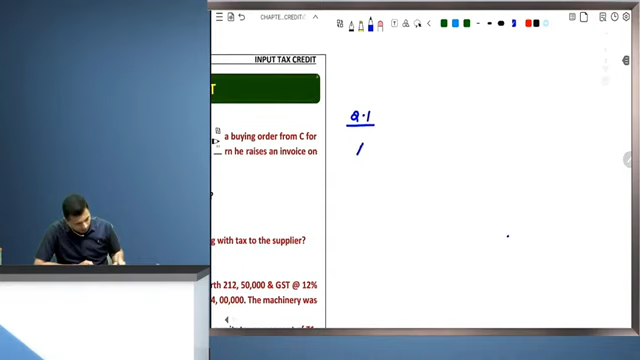 CHAPTE...CREDIT/
INPUT TAX CREDIT
T
a buying order from C for
rn he raises an invoice on
?
g with tax to the supplier?
rth 212, 50,000 & GST @ 12%
4, 00,000. The machinery was
Q.1